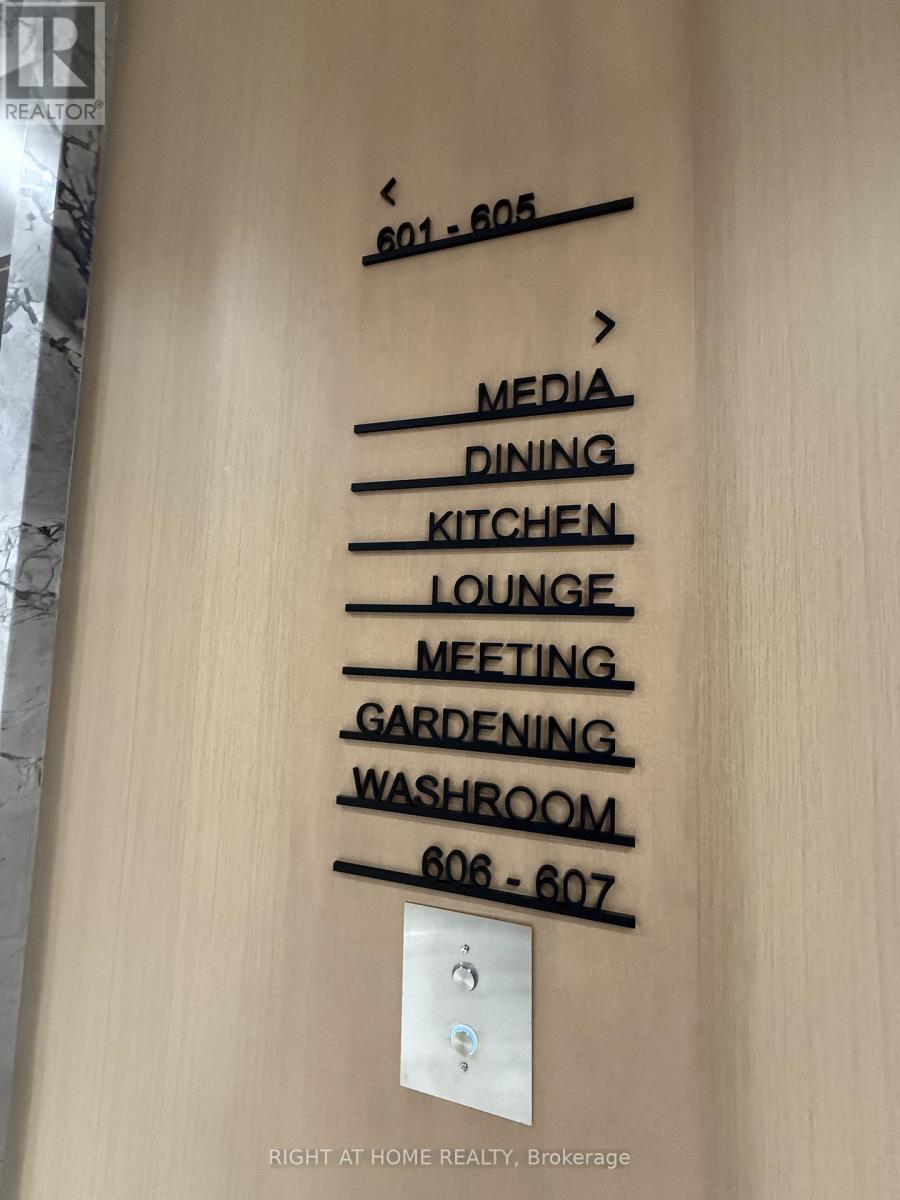 REALTOR®
<
601 - 605
>
MEDIA
DINING
KITCHEN
LOUNGE
MEETING
GARDENING
WASHROOM
606 - 607
RIGHT AT HOME REALTY, Brokerage